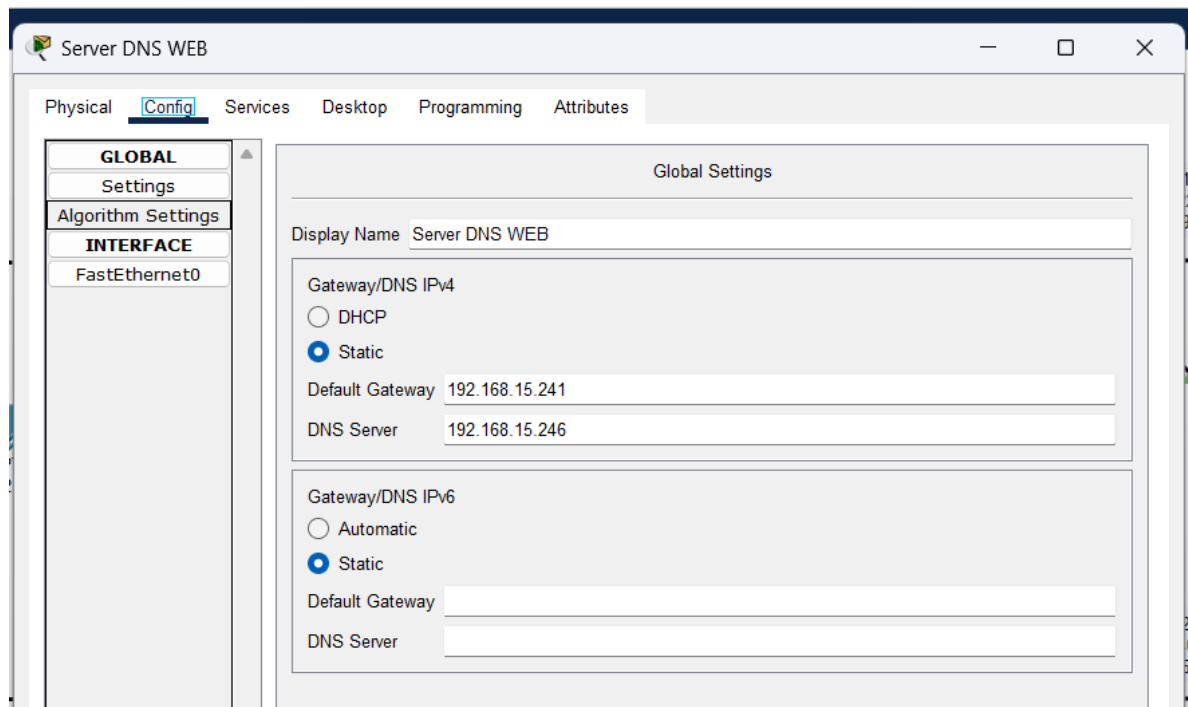 Server DNS WEB
Physical Config Services Desktop Programming Attributes
GLOBAL
Settings
Algorithm Settings
INTERFACE
FastEthernet0
Global Settings
Display Name Server DNS WEB
Gateway/DNS IPv4
DHCP
Static
Default Gateway 192.168.15.241
DNS Server 192.168.15.246
Gateway/DNS IPv6
Automatic
Static
Default Gateway
DNS Server